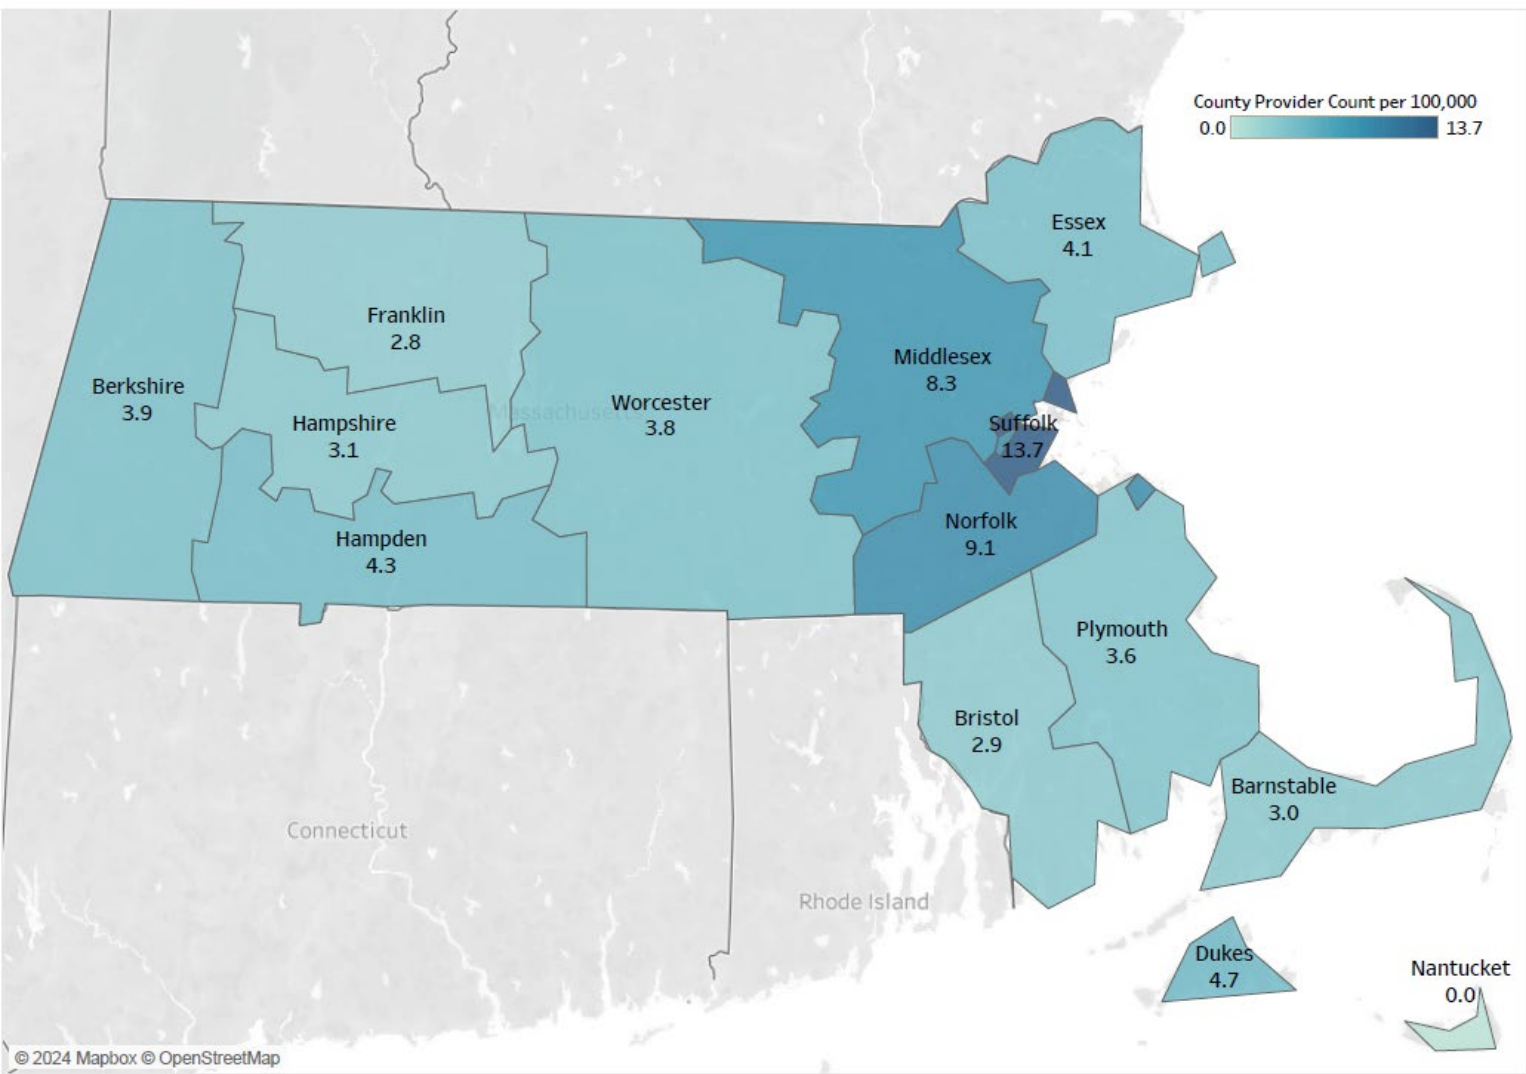 County Provider Count per 100,000
0.0 13.7
Essex
4.1
Franklin
2.8
Middlesex
8.3
Berkshire
3.9
Worcester
3.8
Massachusetts
Hampshire
3.1
Suffolk
13.7
Norfolk
9.1
Hampden
4.3
Plymouth
3.6
Bristol
2.9
Barnstable
3.0
Connecticut
Rhode Island
Dukes
4.7
Nantucket
0.0
© 2024 Mapbox © OpenStreetMap